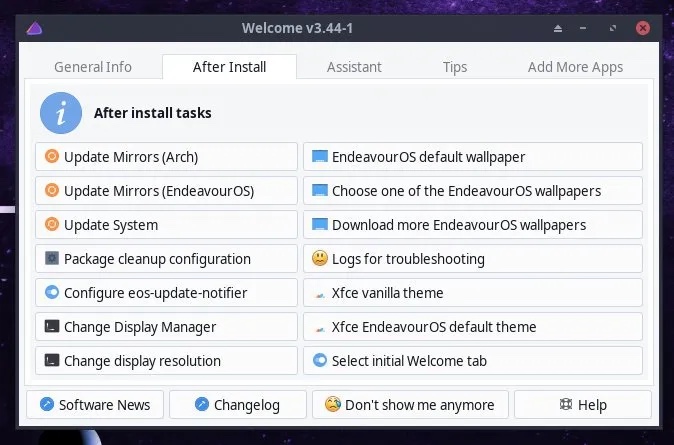 Welcome v3.44-1
General Info
After Install
Assistant
Tips
Add More Apps
After install tasks
Update Mirrors (Arch)
EndeavourOS default wallpaper
Update Mirrors (EndeavourOS)
Choose one of the EndeavourOS wallpapers
Update System
Download more EndeavourOS wallpapers
Package cleanup configuration
Logs for troubleshooting
Configure eos-update-notifier
Xfce vanilla theme
Change Display Manager
Xfce EndeavourOS default theme
Change display resolution
Select initial Welcome tab
Software News
Changelog
Don't show me anymore
Help